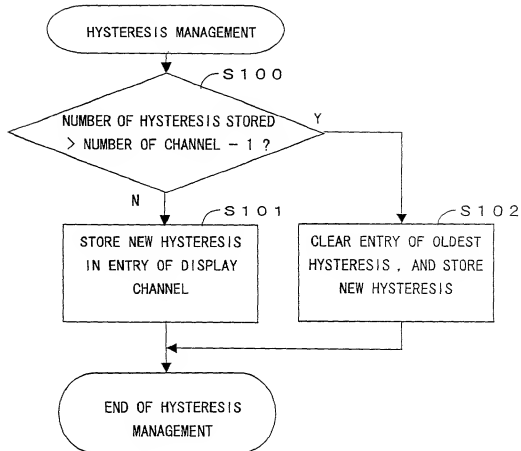 HYSTERESIS MANAGEMENT
S100
NUMBER OF HYSTERESIS STORED
> NUMBER OF CHANNEL - 1 ?
Y
N
S101
STORE NEW HYSTERESIS
IN ENTRY OF DISPLAY
CHANNEL
S102
CLEAR ENTRY OF OLDEST
HYSTERESIS , AND STORE
NEW HYSTERESIS
END OF HYSTERESIS
MANAGEMENT